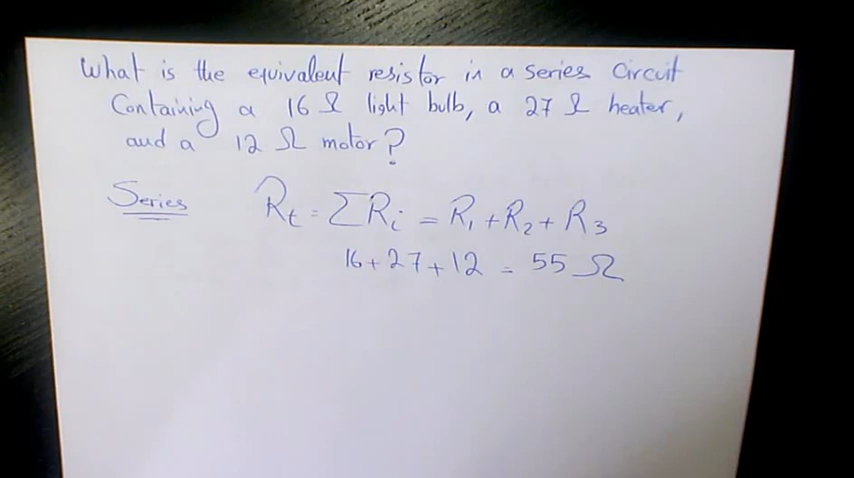 What is the equivalent resistor in a series circuit
Containing a 16 Ω light bulb, a 27 Ω heater,
and a 12 Ω motor?
Series Rt = ΣRi = R1 + R2 + R3
16 + 27 + 12 = 55 Ω